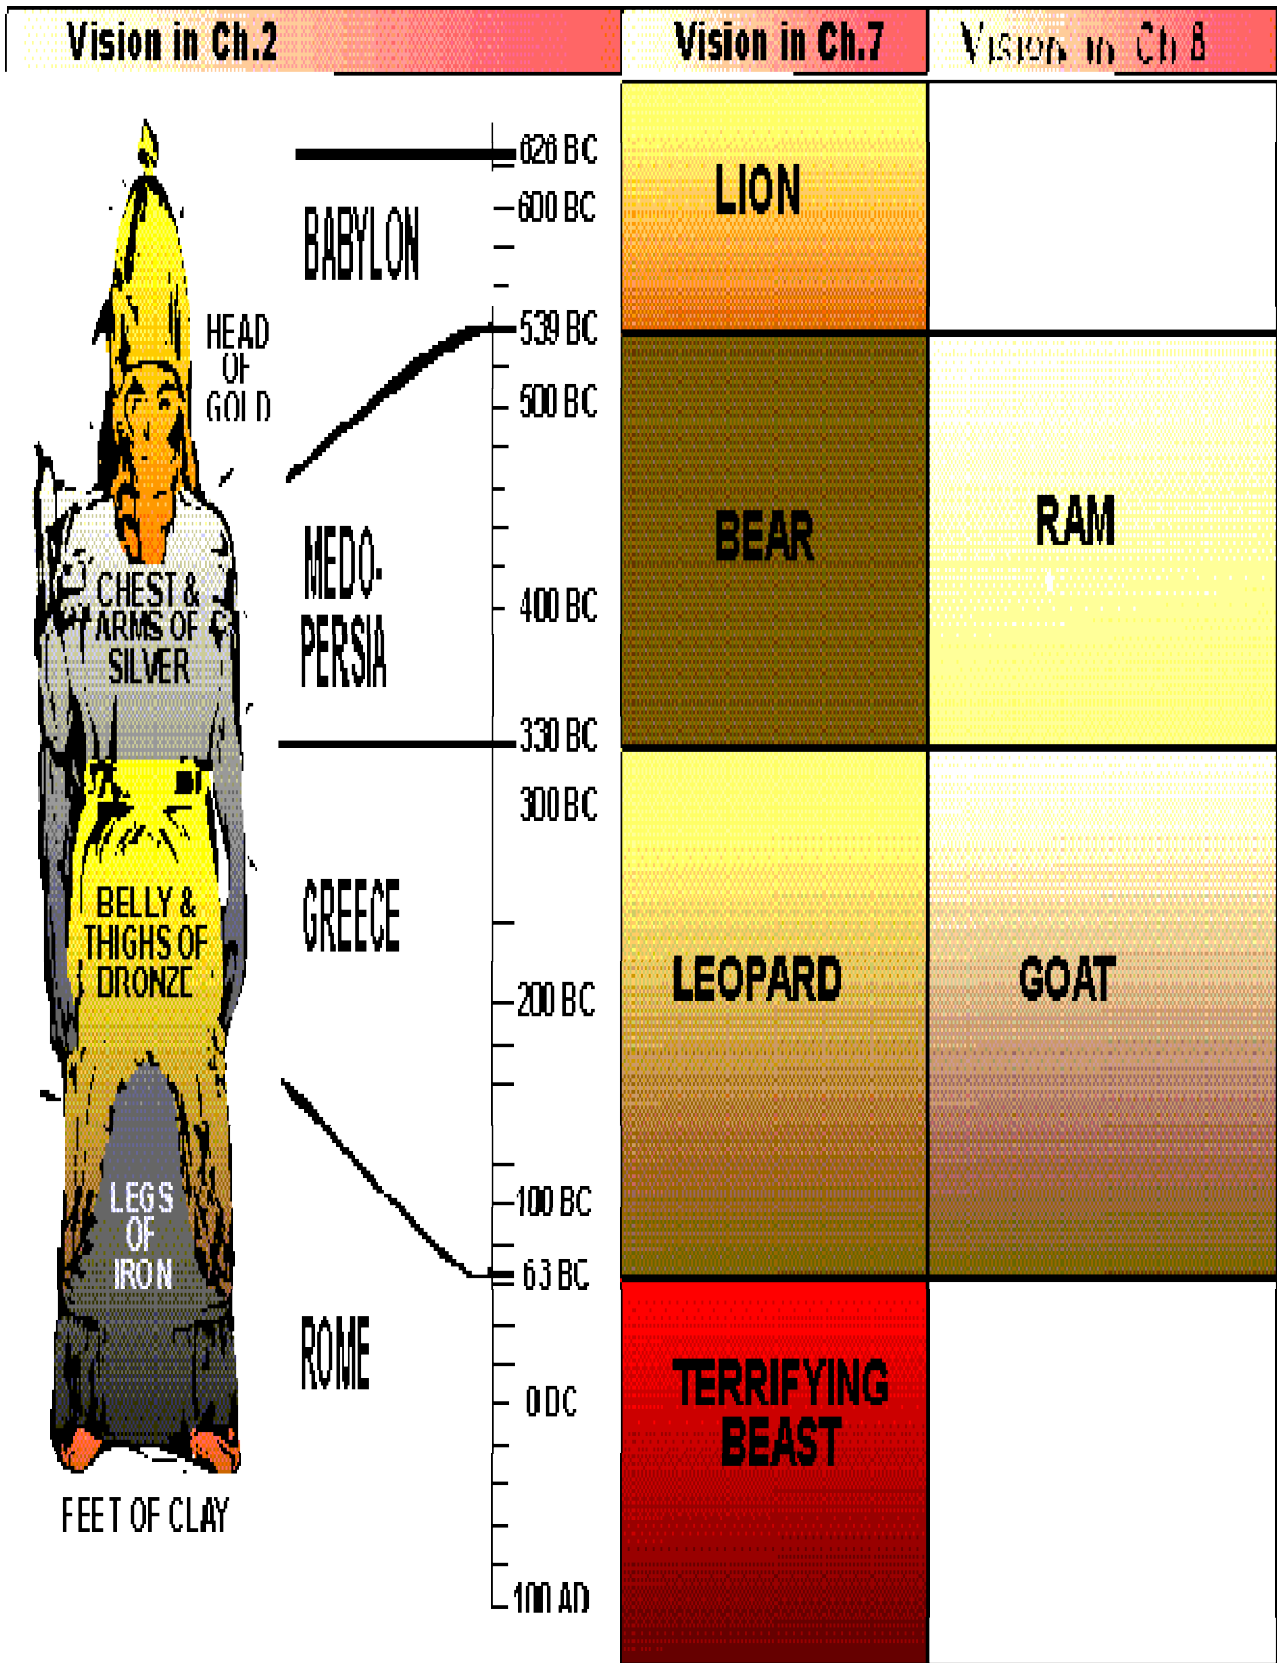 Vision in Ch.2
Vision in Ch.7
Vision in Ch 8
626 BC
600 BC
BABYLON
539 BC
HEAD
OF
GOLD
500 BC
MEDO-
PERSIA
CHEST &
ARMS OF
SILVER
400 BC
330 BC
300 BC
GREECE
BELLY &
THIGHS OF
BRONZE
200 BC
LEGS
OF
IRON
100 BC
63 BC
ROME
0 BC
FEET OF CLAY
100 AD
LION
BEAR
RAM
LEOPARD
GOAT
TERRIFYING
BEAST